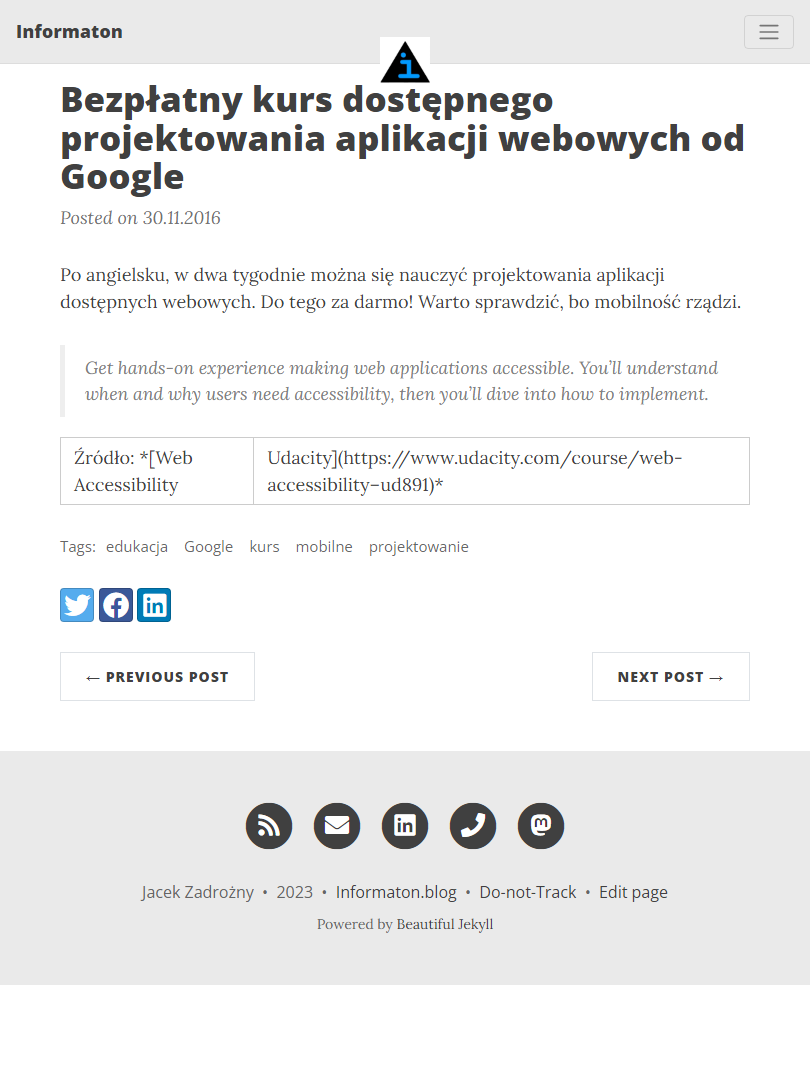 Informaton
i
Bezpłatny kurs dostępnego
projektowania aplikacji webowych od
Google
Posted on 30.11.2016
Po angielsku, w dwa tygodnie można się nauczyć projektowania aplikacji
dostępnych webowych. Do tego za darmo! Warto sprawdzić, bo mobilność rządzi.
Get hands-on experience making web applications accessible. You’ll understand
when and why users need accessibility, then you’ll dive into how to implement.
Źródło: *[Web
Accessibility
Udacity](https://www.udacity.com/course/web-
accessibility–ud891)*
Tags: edukacja Google kurs mobilne projektowanie
← PREVIOUS POST
NEXT POST →
Jacek Zadrożny • 2023 • Informaton.blog • Do-not-Track • Edit page
Powered by Beautiful Jekyll